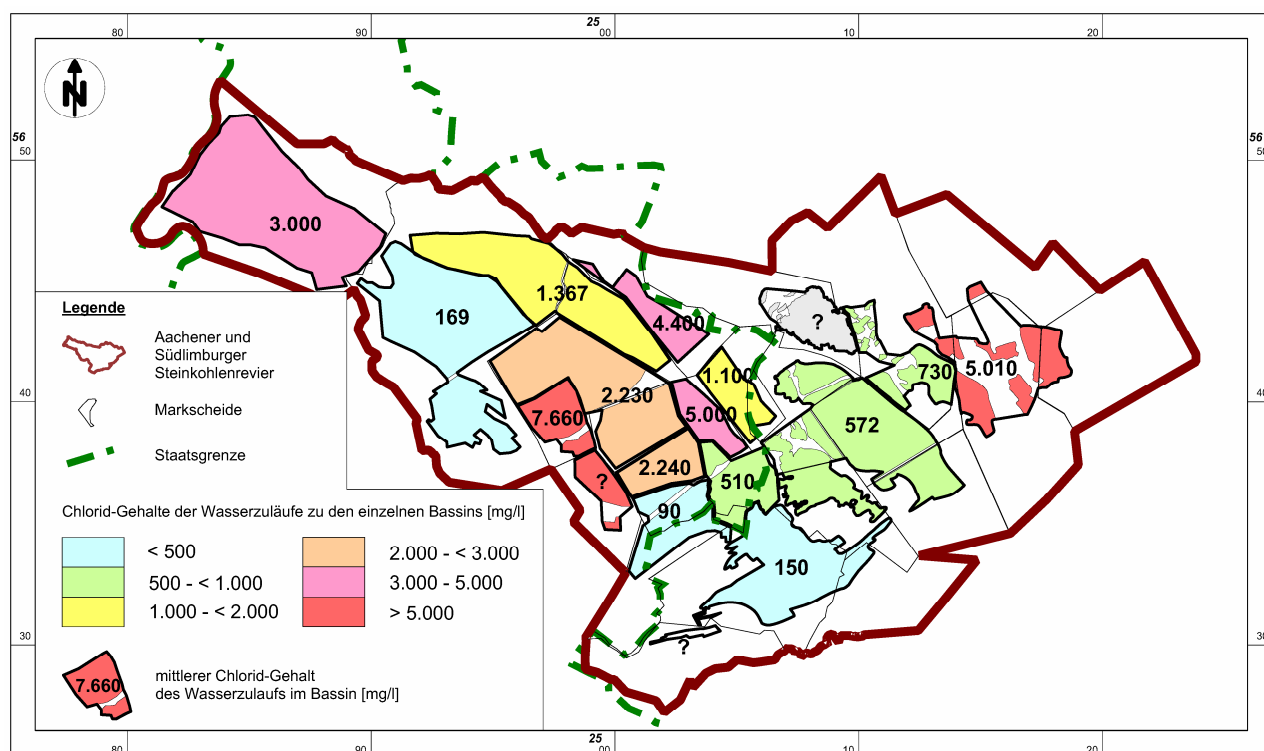 25
80 90 00 10 20
N
56 56
50 50
3.000
1.367
169
4.400
?
730
5.010
1.100
2.230
7.660
5.000
572
2.240
?
510
90
150
?
40 40
30 30
Legende
Aachener und
Südlimburger
Steinkohlenrevier
Markscheide
Staatsgrenze
Chlorid-Gehalte der Wasserzuläufe zu den einzelnen Bassins [mg/l]
< 500
500 - < 1.000
1.000 - < 2.000
2.000 - < 3.000
3.000 - 5.000
> 5.000
7.660
mittlerer Chlorid-Gehalt
des Wasserzulaufs im Bassin [mg/l]
25
80 90 00 10 20